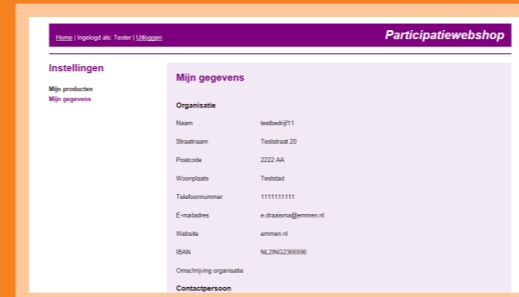 Home | Ingelogd als: Tester | Uitloggen
Participatiewebshop
Instellingen
Mijn producten
Mijn gegevens
Mijn gegevens
Organisatie
Naam testbedrijf11
Straatnaam Teststraat 20
Postcode 2222 AA
Woonplaats Teststad
Telefoonnummer 1111111111
E-mailadres e.draaisma@emmen.nl
Website emmen.nl
IBAN NL2ING2366996
Omschrijving organisatie
Contactpersoon